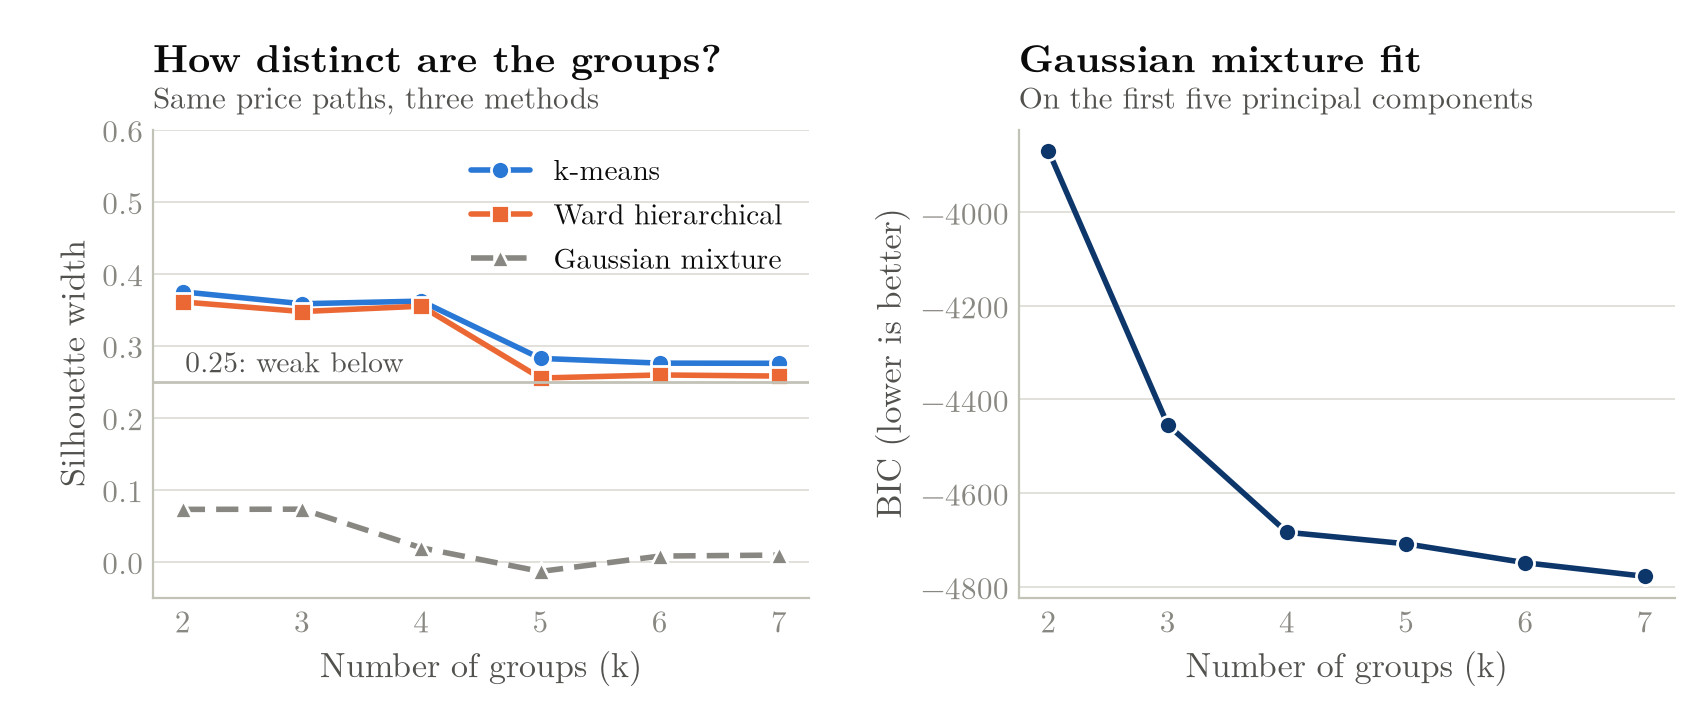 How distinct are the groups?
Same price paths, three methods
Silhouette width
0.6
0.5
0.4
0.3
0.2
0.1
0.0
k-means
Ward hierarchical
Gaussian mixture
0.25: weak below
2 3 4 5 6 7
Number of groups (k)
Gaussian mixture fit
On the first five principal components
BIC (lower is better)
−4000
−4200
−4400
−4600
−4800
2 3 4 5 6 7
Number of groups (k)